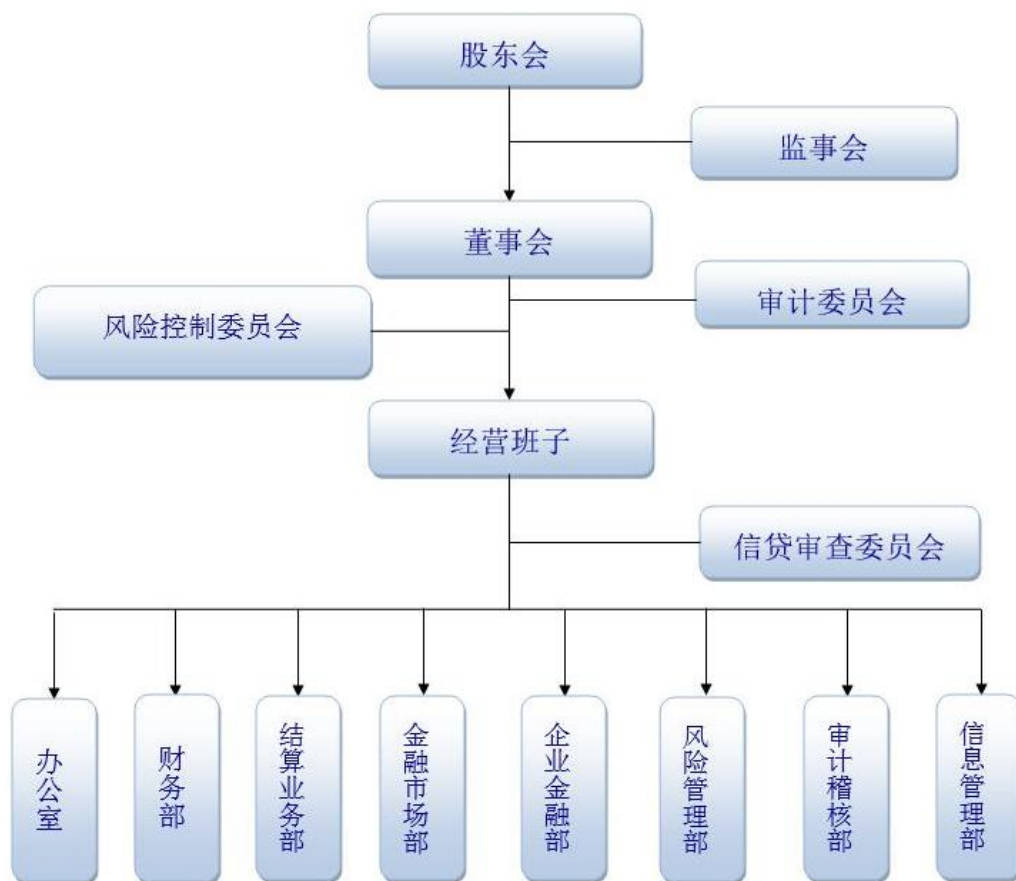 股东会
监事会
董事会
审计委员会
风险控制委员会
经营班子
信贷审查委员会
办公室
财务部
结算业务部
金融市场部
企业金融部
风险管理部
审计稽核部
信息管理部